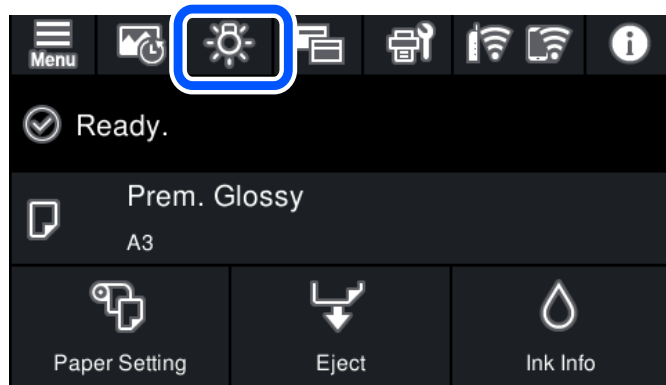 Menu
Ready.
Prem. Glossy
A3
Paper Setting
Eject
Ink Info